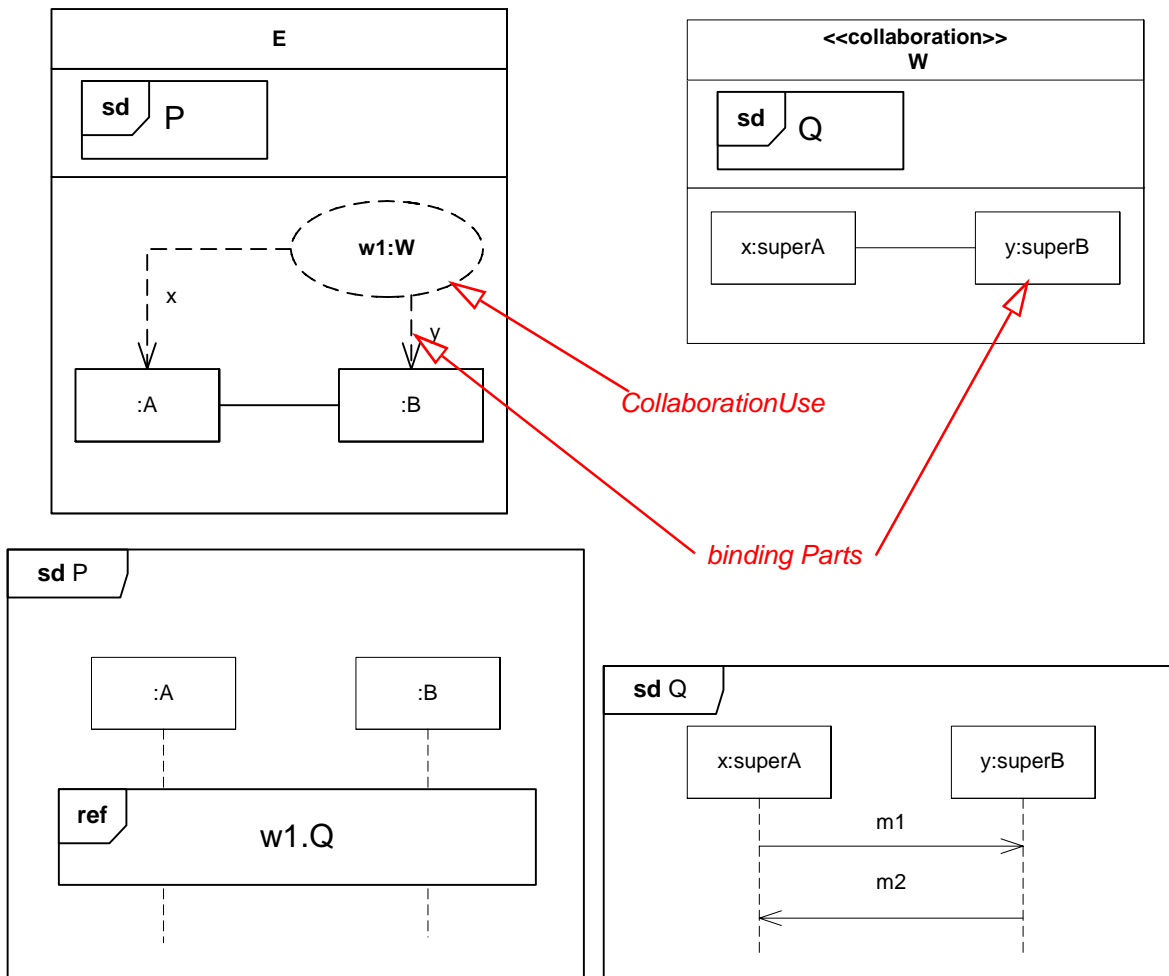 E
sd P
w1:W
x
y
:A
:B
<<collaboration>>
W
sd Q
x:superA
y:superB
CollaborationUse
binding Parts
sd P
:A
:B
ref
w1.Q
sd Q
x:superA
y:superB
m1
m2